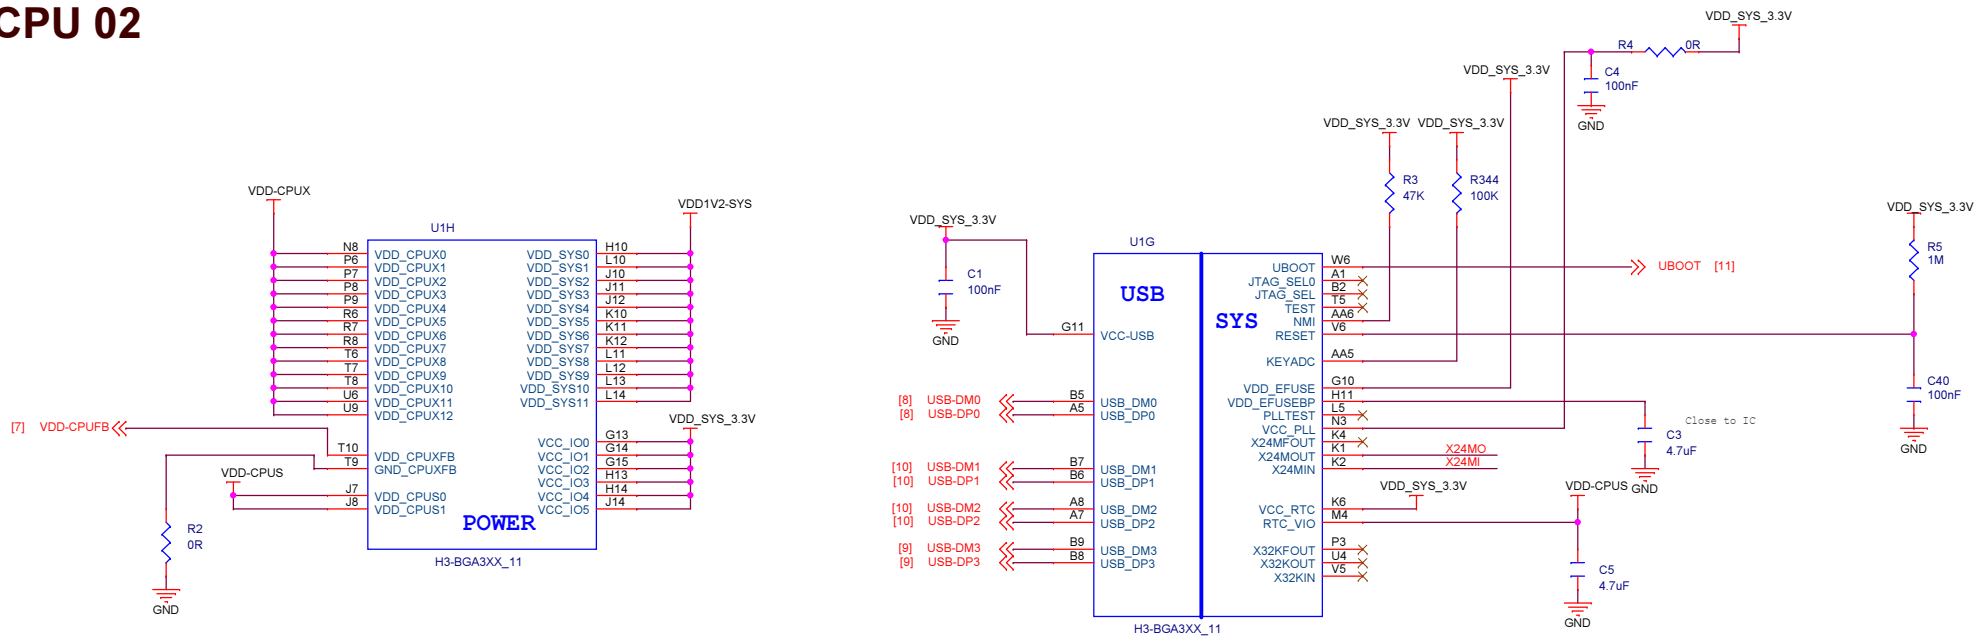 CPU 02
VDD-CPUX
VDD1V2-SYS
U1H
N8 VDD_CPUX0 VDD_SYS0 H10
P6 VDD_CPUX1 VDD_SYS1 L10
P7 VDD_CPUX2 VDD_SYS2 J10
P8 VDD_CPUX3 VDD_SYS3 J11
P9 VDD_CPUX4 VDD_SYS4 J12
R6 VDD_CPUX5 VDD_SYS5 K10
R7 VDD_CPUX6 VDD_SYS6 K11
R8 VDD_CPUX7 VDD_SYS7 K12
T6 VDD_CPUX8 VDD_SYS8 L11
T7 VDD_CPUX9 VDD_SYS9 L12
T8 VDD_CPUX10 VDD_SYS10 L13
U6 VDD_CPUX11 VDD_SYS11 L14
U9 VDD_CPUX12
VDD_SYS_3.3V
[7] VDD-CPUFB
VCC_IO0 G13
T10 VDD_CPUXFB VCC_IO1 G14
T9 GND_CPUXFB VCC_IO2 G15
VDD-CPUS
VCC_IO3 H13
J7 VDD_CPUS0 VCC_IO4 H14
J8 VDD_CPUS1 VCC_IO5 J14
POWER
R2
0R
GND
H3-BGA3XX_11
VDD_SYS_3.3V
C1
100nF
GND
U1G
USB
SYS
G11 VCC-USB
[8] USB-DM0 B5 USB_DM0
[8] USB-DP0 A5 USB_DP0
[10] USB-DM1 B7 USB_DM1
[10] USB-DP1 B6 USB_DP1
[10] USB-DM2 A8 USB_DM2
[10] USB-DP2 A7 USB_DP2
[9] USB-DM3 B9 USB_DM3
[9] USB-DP3 B8 USB_DP3
UBOOT W6 UBOOT [11]
JTAG_SEL0 A1
JTAG_SEL B2
TEST T5
NMI AA6
RESET V6
KEYADC AA5
VDD_EFUSE G10
VDD_EFUSEBP H11
PLLTEST L5
VCC_PLL N3
X24MFOUT K4
X24MOUT K1 X24MO
X24MIN K2 X24MI
VCC_RTC K6
RTC_VIO M4
X32KFOUT P3
X32KOUT U4
X32KIN V5
H3-BGA3XX_11
VDD_SYS_3.3V
R3
47K
VDD_SYS_3.3V
R344
100K
VDD_SYS_3.3V
VDD_SYS_3.3V
R4 0R
C4
100nF
GND
VDD_SYS_3.3V
R5
1M
C40
100nF
GND
Close to IC
C3
4.7uF
GND
VDD_SYS_3.3V
VDD-CPUS
C5
4.7uF
GND